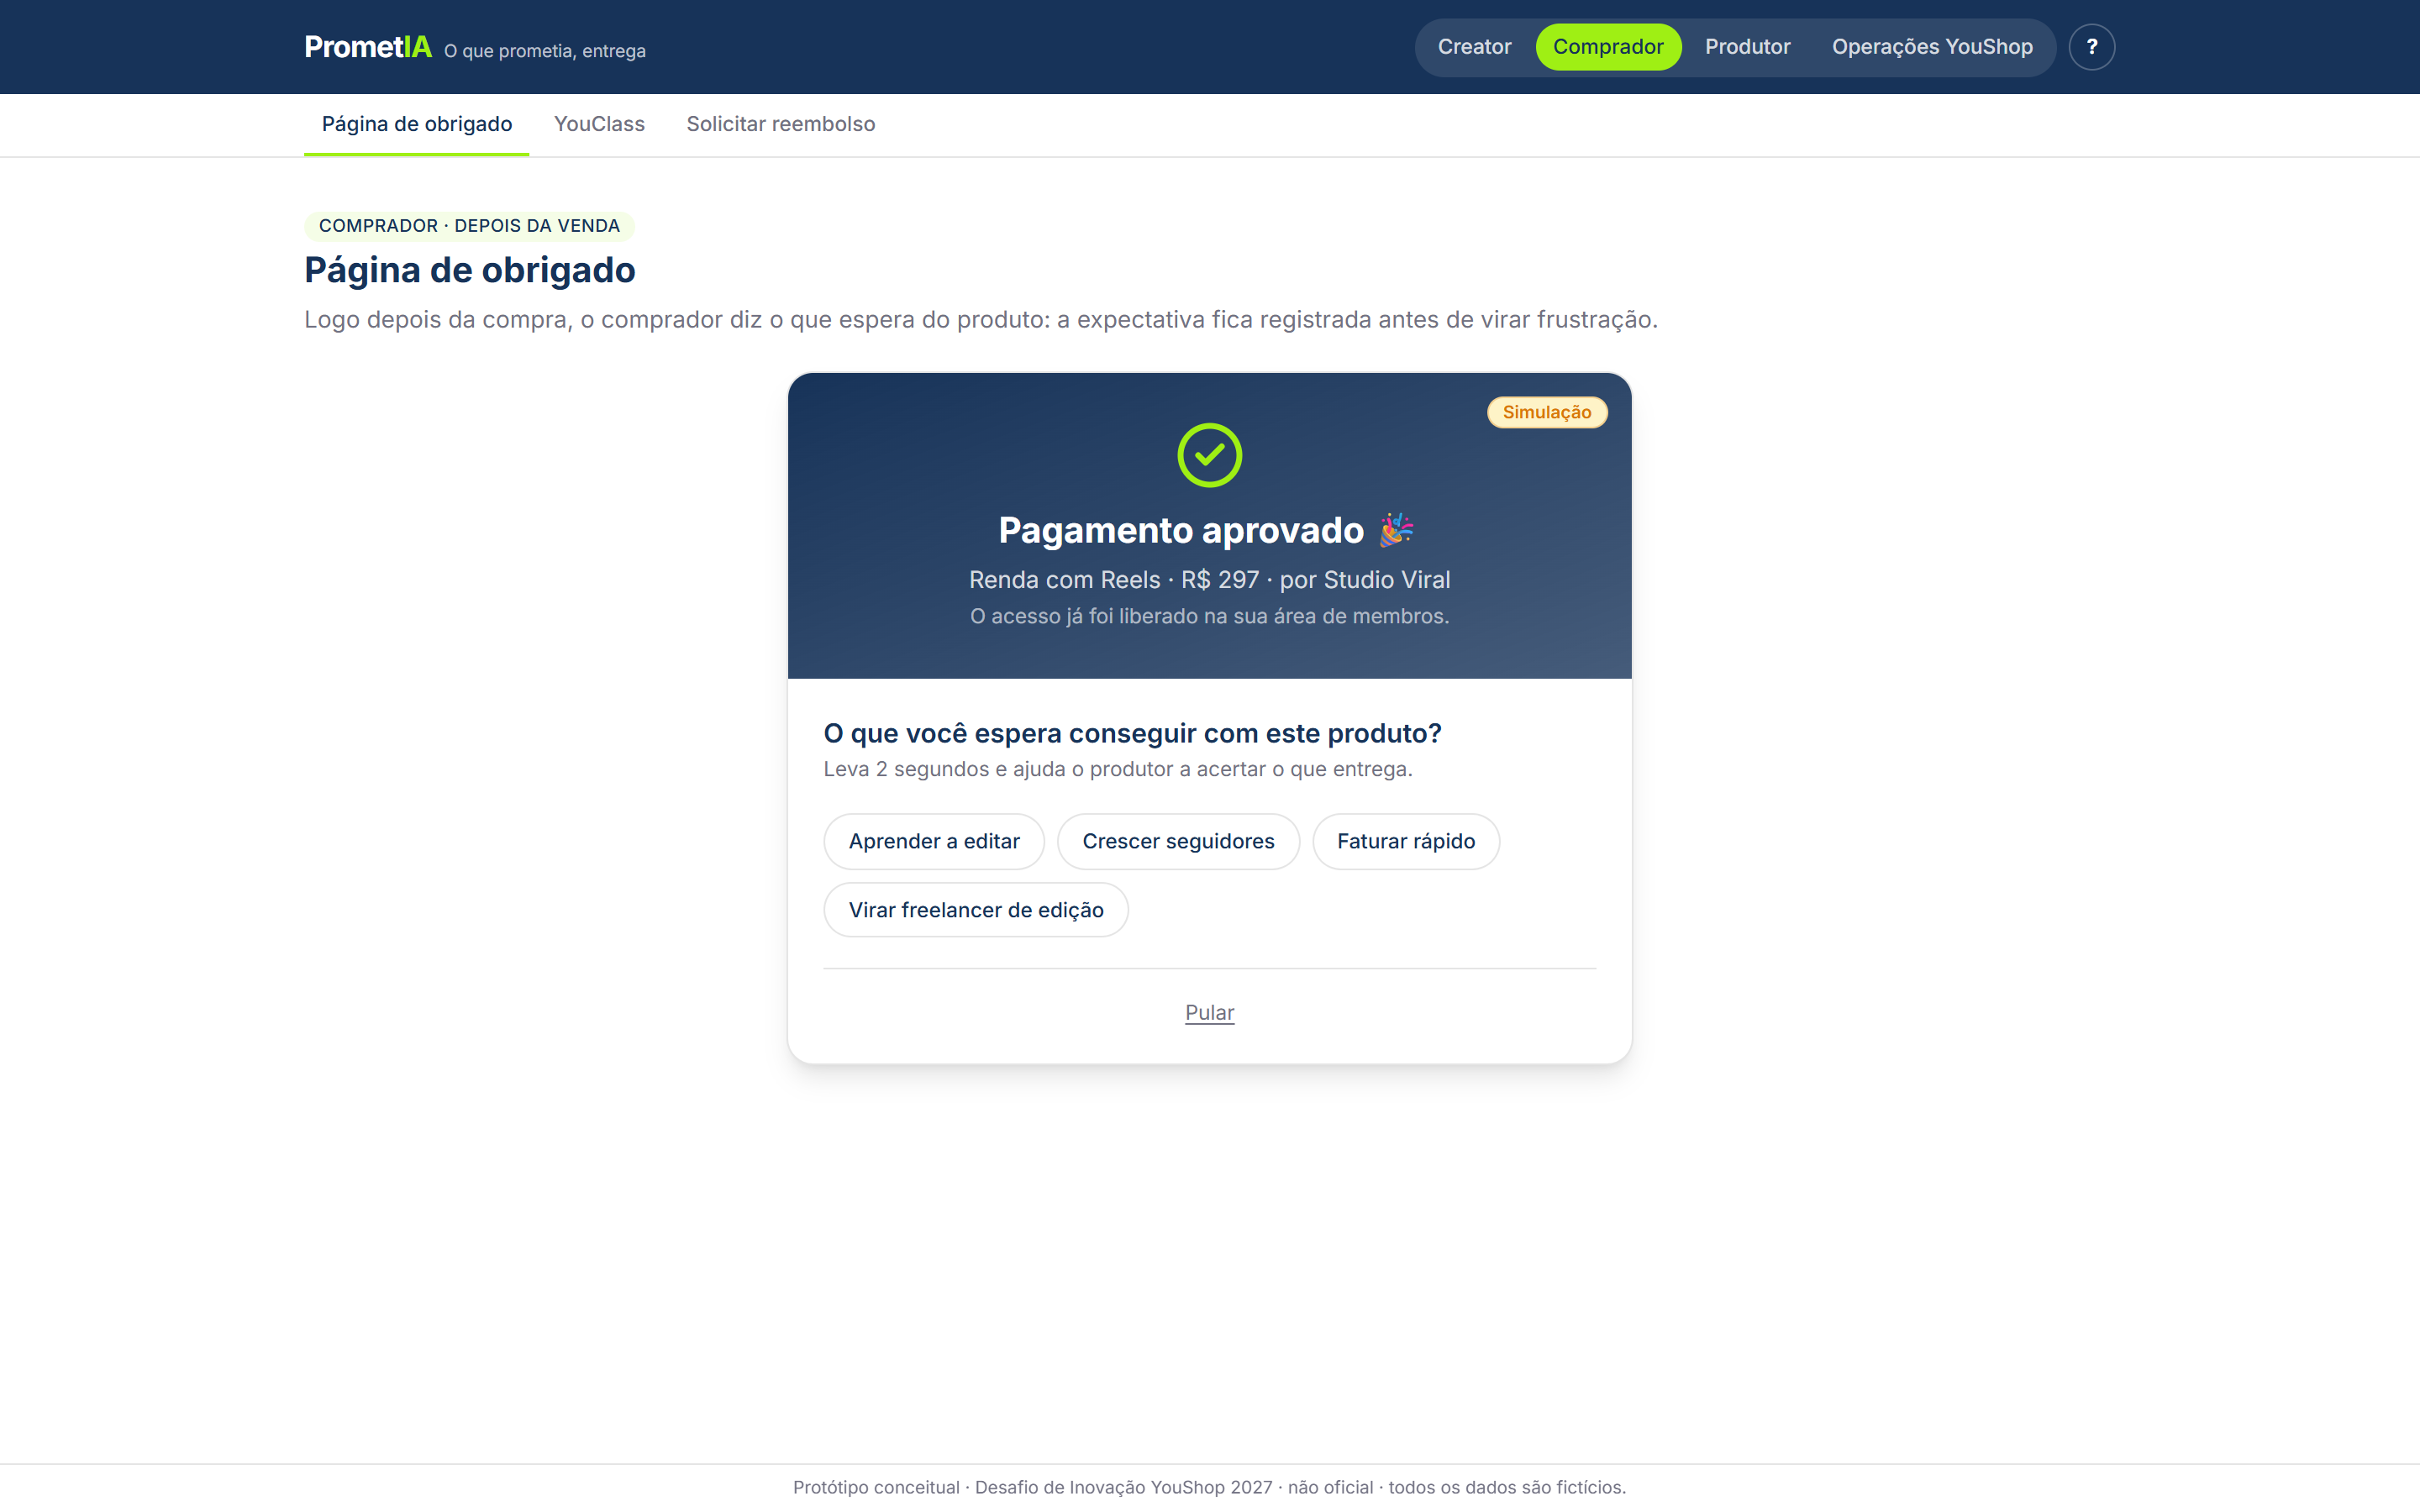 PrometIA O que prometia, entrega
Creator Comprador Produtor Operações YouShop ?
Página de obrigado YouClass Solicitar reembolso
COMPRADOR · DEPOIS DA VENDA
Página de obrigado
Logo depois da compra, o comprador diz o que espera do produto: a expectativa fica registrada antes de virar frustração.
Simulação
Pagamento aprovado 🎉
Renda com Reels · R$ 297 · por Studio Viral
O acesso já foi liberado na sua área de membros.
O que você espera conseguir com este produto?
Leva 2 segundos e ajuda o produtor a acertar o que entrega.
Aprender a editar Crescer seguidores Faturar rápido
Virar freelancer de edição
Pular
Protótipo conceitual · Desafio de Inovação YouShop 2027 · não oficial · todos os dados são fictícios.